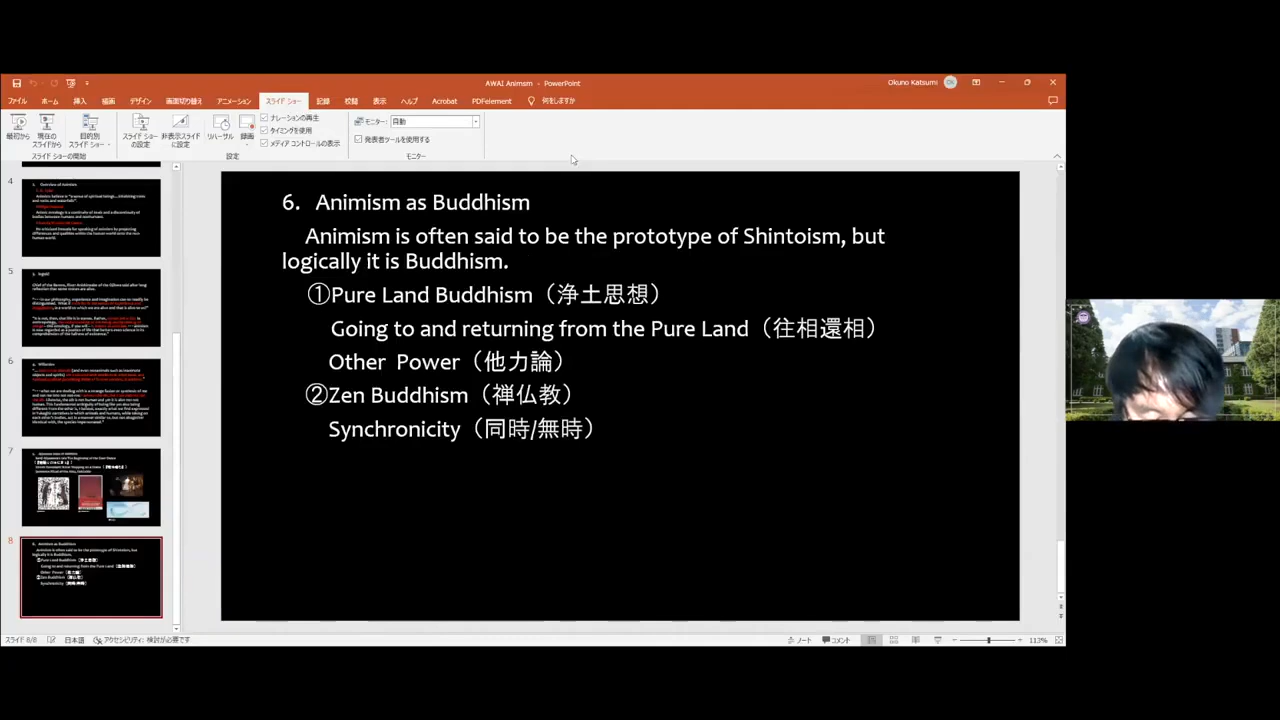 AWAI Animsm - PowerPoint
Okuno Katsumi
OK
ファイル ホーム 挿入 描画 デザイン 画面切り替え アニメーション スライド ショー 記録 校閲 表示 ヘルプ Acrobat PDFelement 何をしますか
最初から
現在の
スライドから
目的別
スライド ショー
スライド ショー
の設定
非表示スライド
に設定
リハーサル
録画
ナレーションの再生
タイミングを使用
メディア コントロールの表示
モニター: 自動
発表者ツールを使用する
スライド ショーの開始
設定
モニター
4
5
6
7
8
6. Animism as Buddhism
Animism is often said to be the prototype of Shintoism, but
logically it is Buddhism.
①Pure Land Buddhism（浄土思想）
Going to and returning from the Pure Land（往相還相）
Other Power（他力論）
②Zen Buddhism（禅仏教）
Synchronicity（同時/無時）
スライド 8/8 日本語 アクセシビリティ: 検討が必要です
ノート コメント 113%